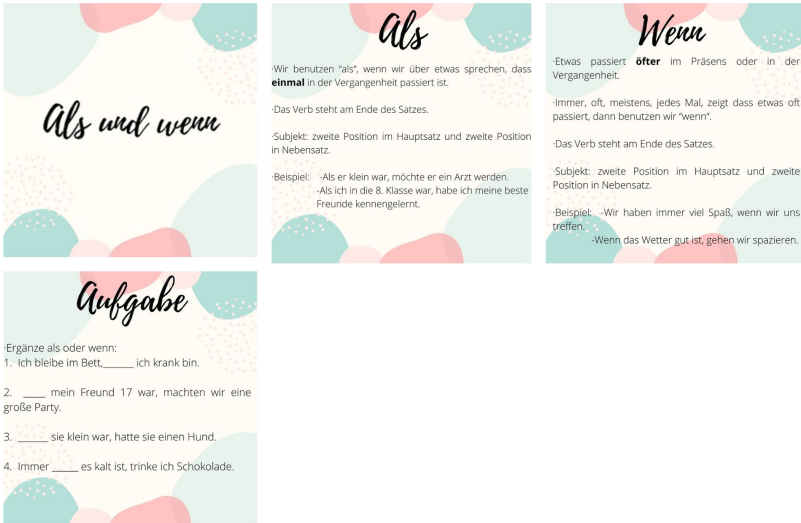 Als und wenn
Als
·Wir benutzen "als", wenn wir über etwas sprechen, dass
einmal in der Vergangenheit passiert ist.
·Das Verb steht am Ende des Satzes.
·Subjekt: zweite Position im Hauptsatz und zweite Position
in Nebensatz.
·Beispiel: -Als er klein war, möchte er ein Arzt werden.
-Als ich in die 8. Klasse war, habe ich meine beste
Freunde kennengelernt.
Wenn
·Etwas passiert öfter im Präsens oder in der
Vergangenheit.
·Immer, oft, meistens, jedes Mal, zeigt dass etwas oft
passiert, dann benutzen wir "wenn".
·Das Verb steht am Ende des Satzes.
·Subjekt: zweite Position im Hauptsatz und zweite
Position in Nebensatz.
·Beispiel: -Wir haben immer viel Spaß, wenn wir uns
treffen.
-Wenn das Wetter gut ist, gehen wir spazieren.
Aufgabe
·Ergänze als oder wenn:
1. Ich bleibe im Bett,______ ich krank bin.
2. ____ mein Freund 17 war, machten wir eine
große Party.
3. ______ sie klein war, hatte sie einen Hund.
4. Immer _____ es kalt ist, trinke ich Schokolade.